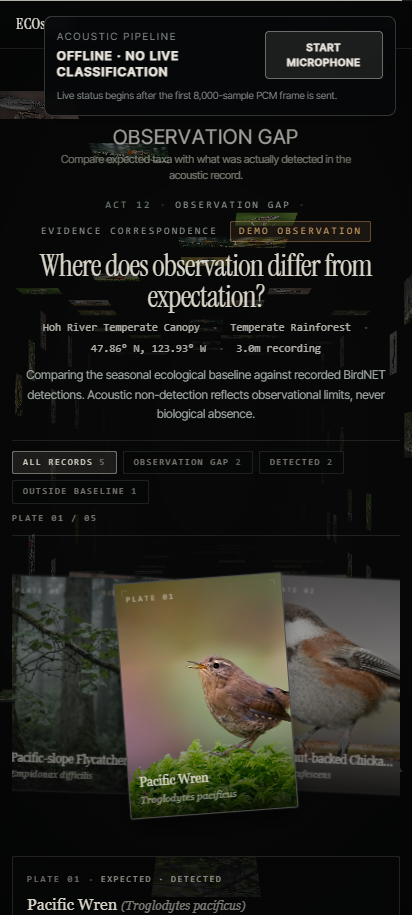 ECOs
ACOUSTIC PIPELINE
OFFLINE · NO LIVE
CLASSIFICATION
START
MICROPHONE
Live status begins after the first 8,000-sample PCM frame is sent.
OBSERVATION GAP
Compare expected taxa with what was actually detected in the
acoustic record.
ACT 12 · OBSERVATION GAP ·
EVIDENCE CORRESPONDENCE DEMO OBSERVATION
Where does observation differ from
expectation?
Hoh River Temperate Canopy · Temperate Rainforest ·
47.86° N, 123.93° W · 3.0m recording
Comparing the seasonal ecological baseline against recorded BirdNET
detections. Acoustic non-detection reflects observational limits, never
biological absence.
ALL RECORDS 5 OBSERVATION GAP 2 DETECTED 2
OUTSIDE BASELINE 1
PLATE 01 / 05
PLATE 01
Pacific-slope Flycatcher
Empidonax difficilis
Pacific Wren
Troglodytes pacificus
ut-backed Chicka...
ufescens
PLATE 01 · EXPECTED · DETECTED
Pacific Wren (Troglodytes pacificus)